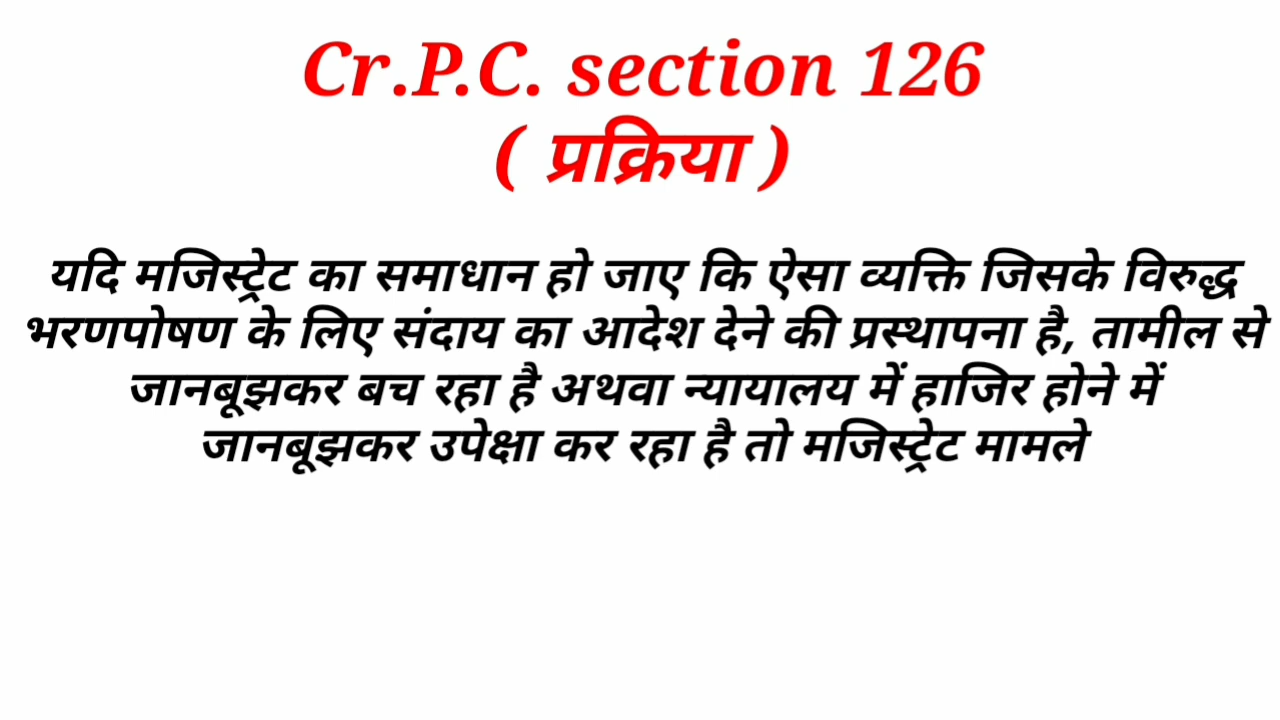 Cr.P.C. section 126
( प्रक्रिया )
यदि मजिस्ट्रेट का समाधान हो जाए कि ऐसा व्यक्ति जिसके विरुद्ध
भरणपोषण के लिए संदाय का आदेश देने की प्रस्थापना है, तामील से
जानबूझकर बच रहा है अथवा न्यायालय में हाजिर होने में
जानबूझकर उपेक्षा कर रहा है तो मजिस्ट्रेट मामले